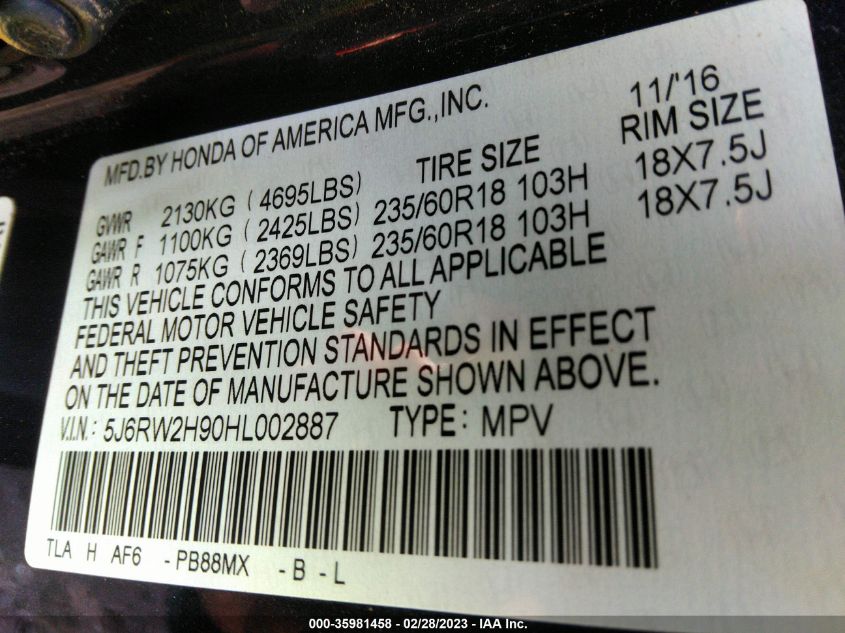 MFD.BY HONDA OF AMERICA MFG.,INC. 11/'16
TIRE SIZE RIM SIZE
GVWR 2130KG (4695LBS)
GAWR F 1100KG (2425LBS) 235/60R18 103H 18X7.5J
GAWR R 1075KG (2369LBS) 235/60R18 103H 18X7.5J
THIS VEHICLE CONFORMS TO ALL APPLICABLE
FEDERAL MOTOR VEHICLE SAFETY
AND THEFT PREVENTION STANDARDS IN EFFECT
ON THE DATE OF MANUFACTURE SHOWN ABOVE.
V.I.N.: 5J6RW2H90HL002887 TYPE: MPV
TLA H AF6 -PB88MX -B -L
000-35981458 - 02/28/2023 - IAA Inc.